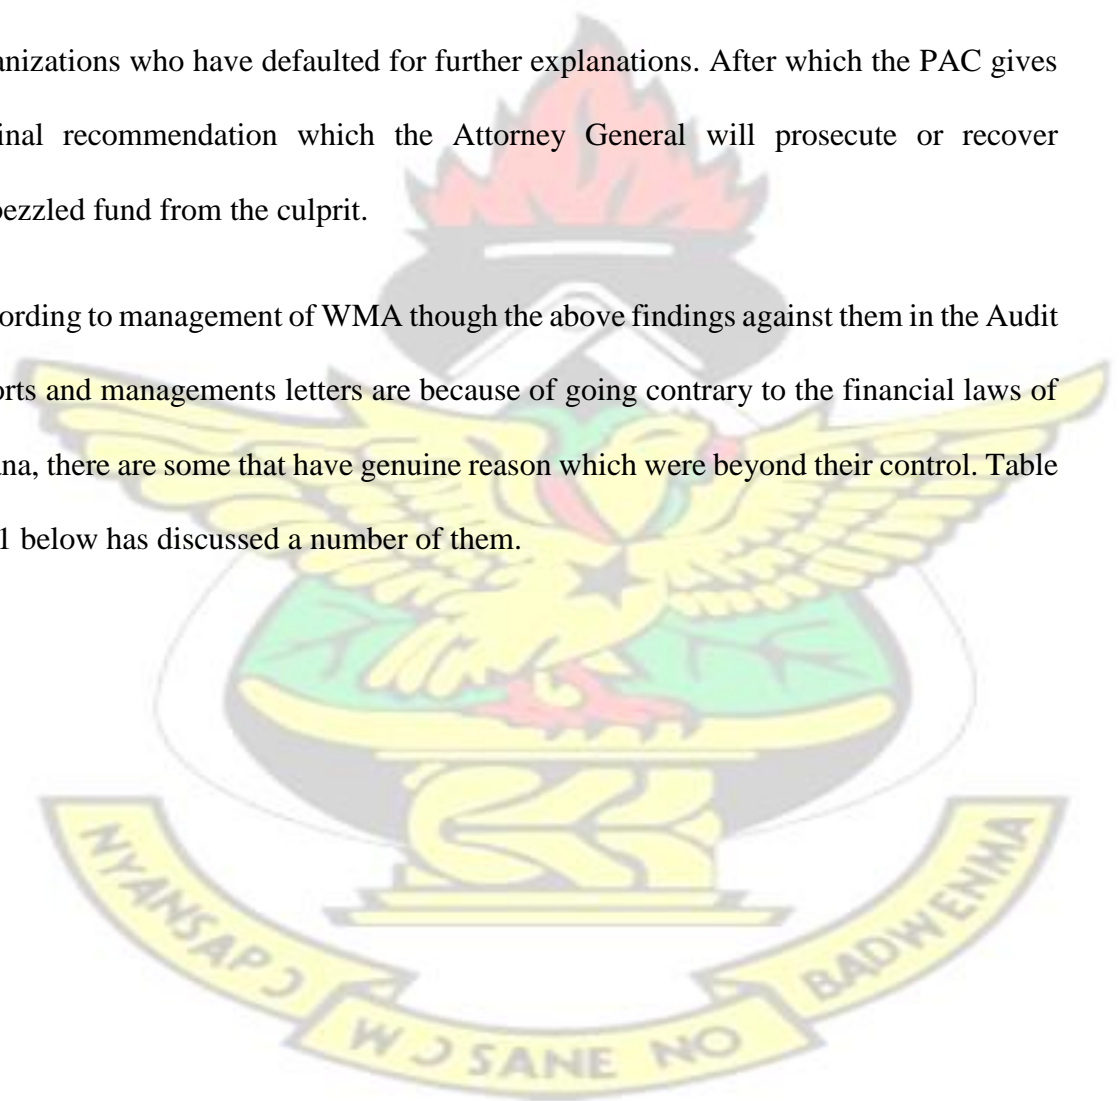 anizations who have defaulted for further explanations. After which the PAC gives
inal recommendation which the Attorney General will prosecute or recover
bezzled fund from the culprit.
ording to management of WMA though the above findings against them in the Audit
orts and managements letters are because of going contrary to the financial laws of
ana, there are some that have genuine reason which were beyond their control. Table
1 below has discussed a number of them.
NYANSAPƆ
WƆSANE NO
BADWENMA